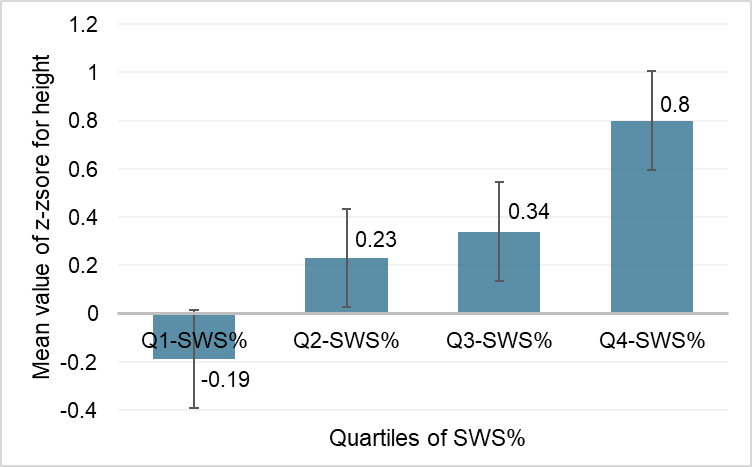 Mean value of z-zsore for height
1.2
1
0.8
0.6
0.4
0.2
0
-0.2
-0.4
-0.19
0.23
0.34
0.8
Q1-SWS%
Q2-SWS%
Q3-SWS%
Q4-SWS%
Quartiles of SWS%